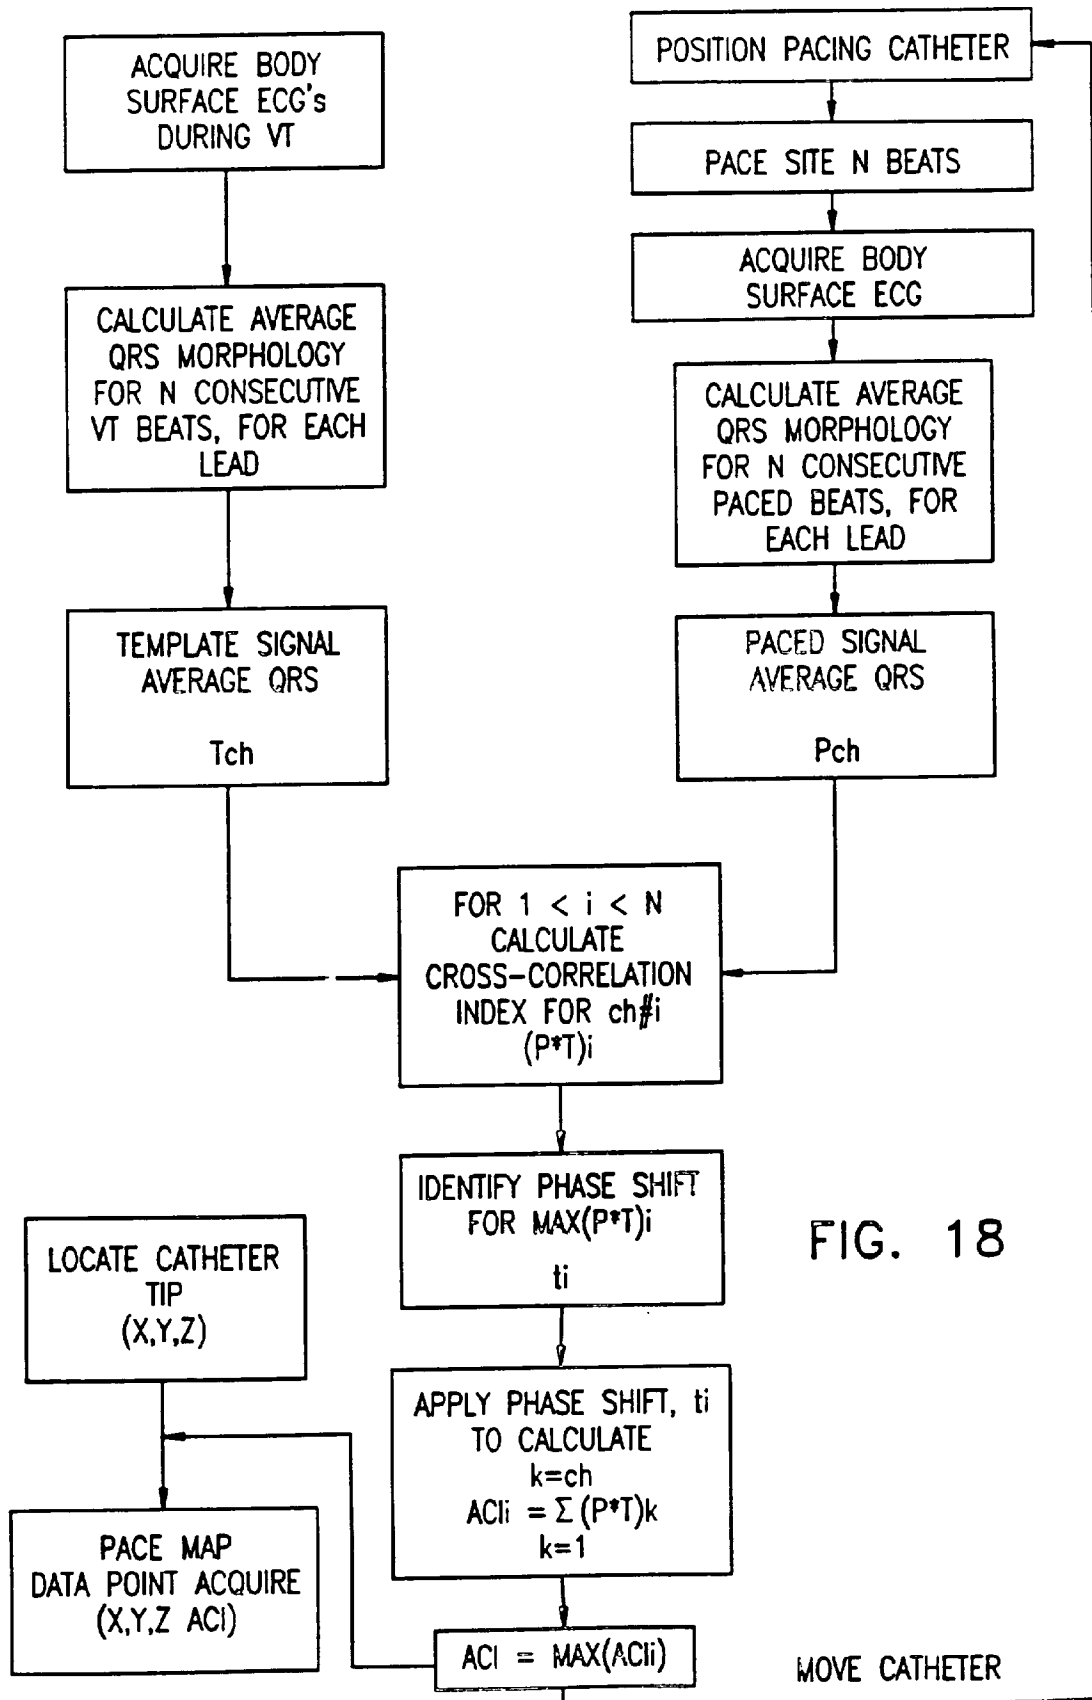 ACQUIRE BODY
SURFACE ECG's
DURING VT
CALCULATE AVERAGE
QRS MORPHOLOGY
FOR N CONSECUTIVE
VT BEATS, FOR EACH
LEAD
TEMPLATE SIGNAL
AVERAGE QRS
Tch
POSITION PACING CATHETER
PACE SITE N BEATS
ACQUIRE BODY
SURFACE ECG
CALCULATE AVERAGE
QRS MORPHOLOGY
FOR N CONSECUTIVE
PACED BEATS, FOR
EACH LEAD
PACED SIGNAL
AVERAGE QRS
Pch
FOR 1 < i < N
CALCULATE
CROSS-CORRELATION
INDEX FOR ch#i
(P*T)i
IDENTIFY PHASE SHIFT
FOR MAX(P*T)i
ti
APPLY PHASE SHIFT, ti
TO CALCULATE
k=ch
ACIi = Σ (P*T)k
k=1
ACI = MAX(ACIi)
LOCATE CATHETER
TIP
(X,Y,Z)
PACE MAP
DATA POINT ACQUIRE
(X,Y,Z ACI)
MOVE CATHETER
FIG. 18